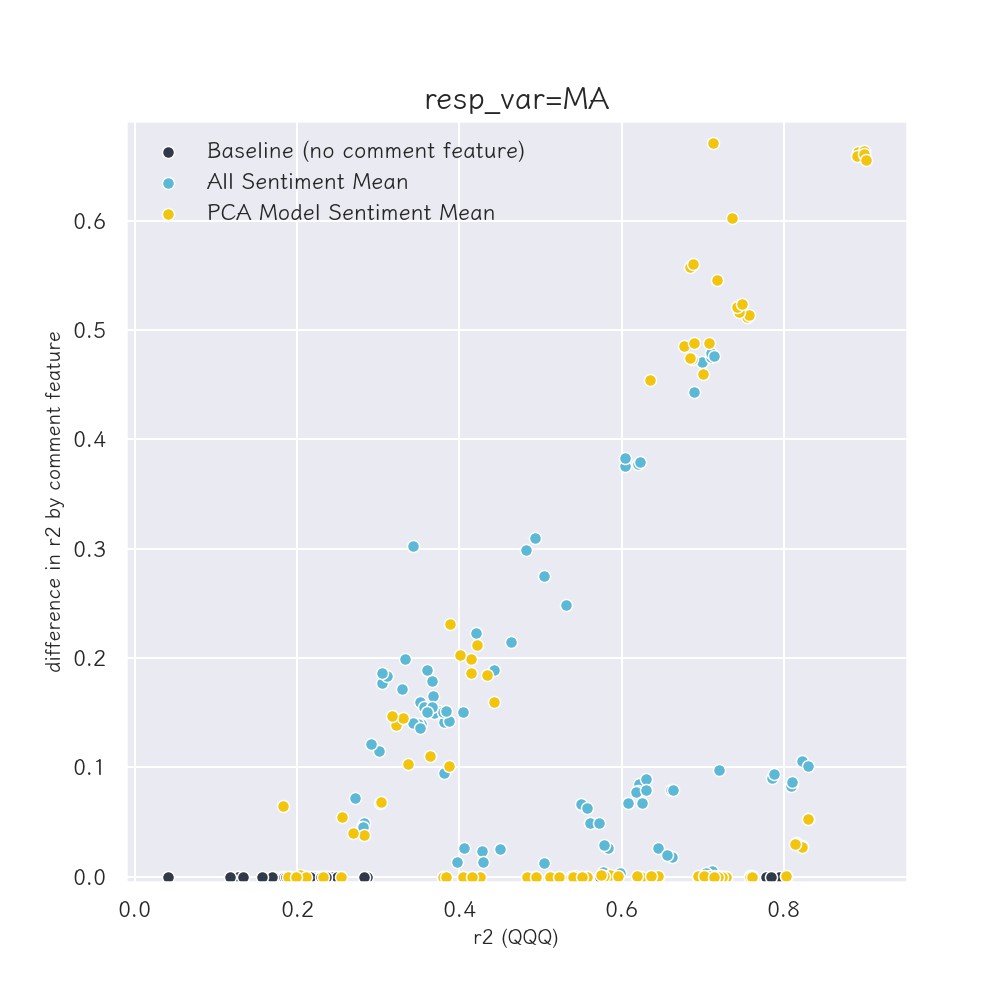 resp_var=MA
Baseline (no comment feature)
All Sentiment Mean
PCA Model Sentiment Mean
difference in r2 by comment feature
0.6
0.5
0.4
0.3
0.2
0.1
0.0
0.0 0.2 0.4 0.6 0.8
r2 (QQQ)